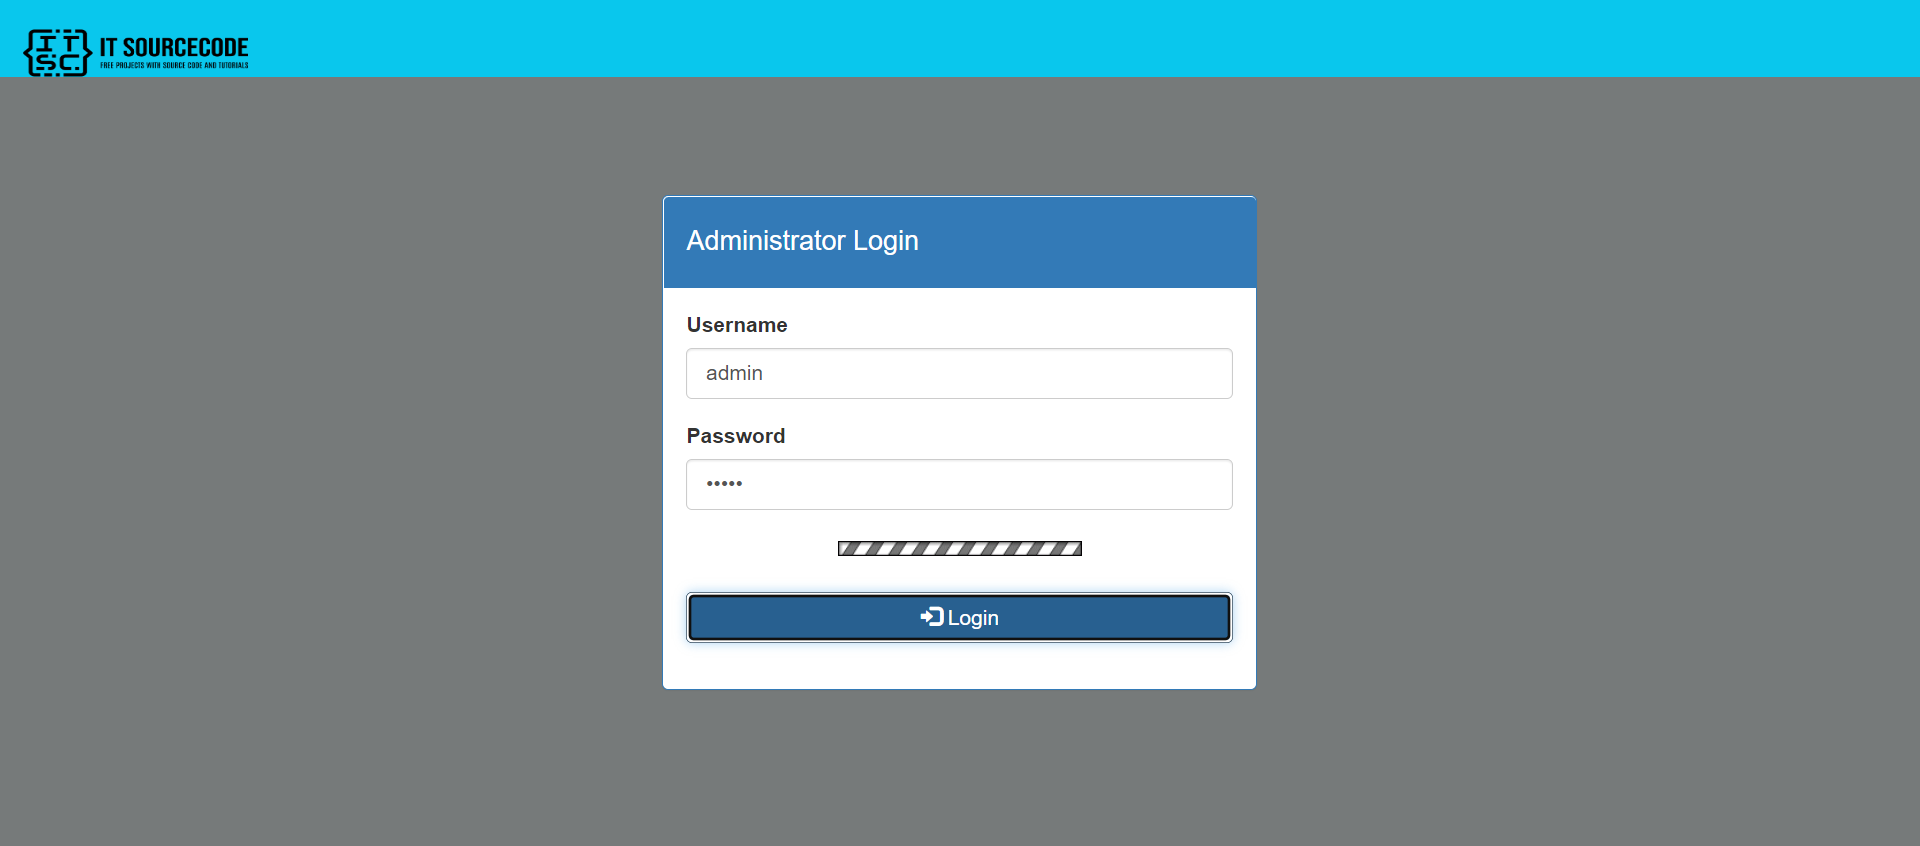 IT
SC
IT SOURCECODE
FREE PROJECTS WITH SOURCE CODE AND TUTORIALS
Administrator Login
Username
admin
Password
•••••
Login